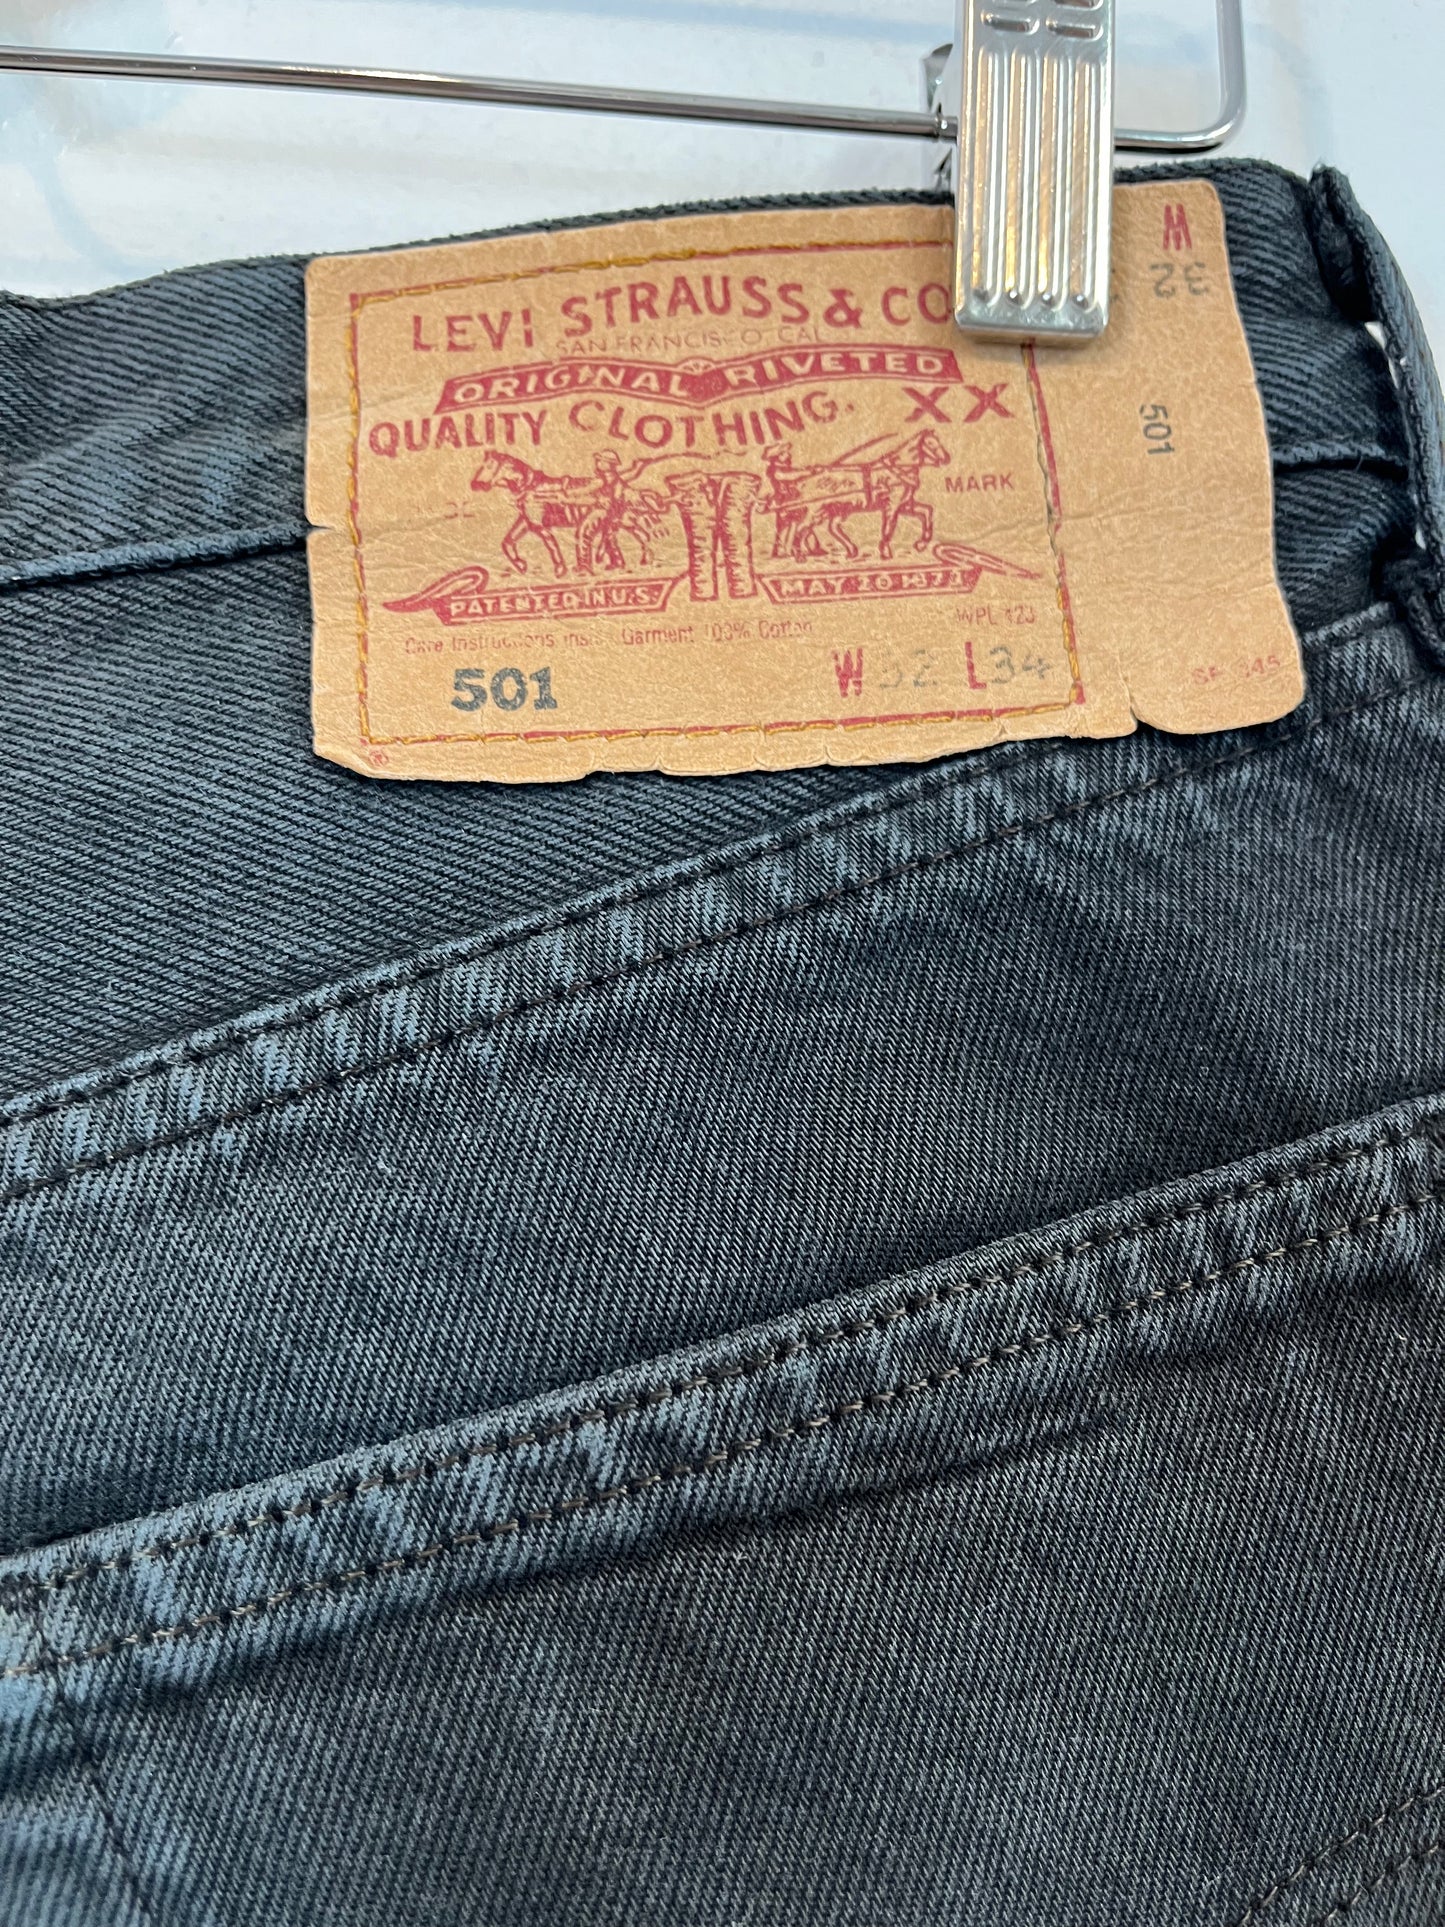 LEVI STRAUSS & CO
SAN FRANCISCO CAL
ORIGINAL RIVETED
QUALITY CLOTHING. XX
MARK
PATENTED IN U.S. MAY 20 1873
Care Instructions Inside Garment 100% Cotton WPL 423
501 W32 L34
SF 345
®
W
32
501